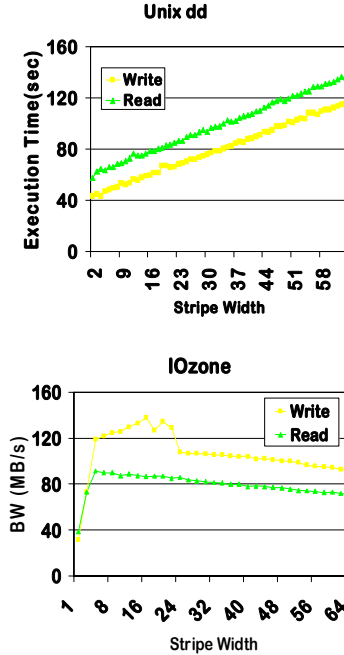 Unix dd
Execution Time(sec)
160
120
80
40
0
Write
Read
2
9
16
23
30
37
44
51
58
Stripe Width
IOzone
BW (MB/s)
160
120
80
40
0
Write
Read
1
8
16
24
32
40
48
56
64
Stripe Width